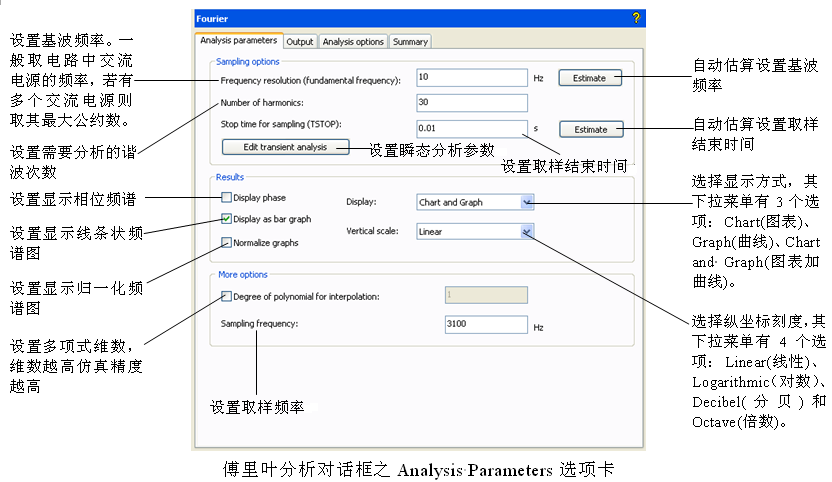 设置基波频率。一
般取电路中交流
电源的频率，若有
多个交流电源则
取其最大公约数。
设置需要分析的谐
波次数
设置显示相位频谱
设置显示线条状频
谱图
设置显示归一化频
谱图
设置多项式维数，
维数越高仿真精度
越高
Fourier
?
Analysis parameters Output Analysis options Summary
Sampling options
Frequency resolution (fundamental frequency): 10 Hz Estimate
Number of harmonics: 30
Stop time for sampling (TSTOP): 0.01 s Estimate
Edit transient analysis 设置瞬态分析参数
设置取样结束时间
Results
Display phase Display: Chart and Graph
Display as bar graph
Vertical scale: Linear
Normalize graphs
More options
Degree of polynomial for interpolation: 1
Sampling frequency: 3100 Hz
设置取样频率
自动估算设置基波
频率
自动估算设置取样
结束时间
选择显示方式，其
下拉菜单有 3 个选
项：Chart(图表)、
Graph(曲线)、Chart
and· Graph(图表加
曲线)。
选择纵坐标刻度，其
下拉菜单有 4 个选
项：Linear(线性)、
Logarithmic（对数）、
Decibel(分贝)和
Octave(倍数)。
傅里叶分析对话框之 Analysis·Parameters 选项卡